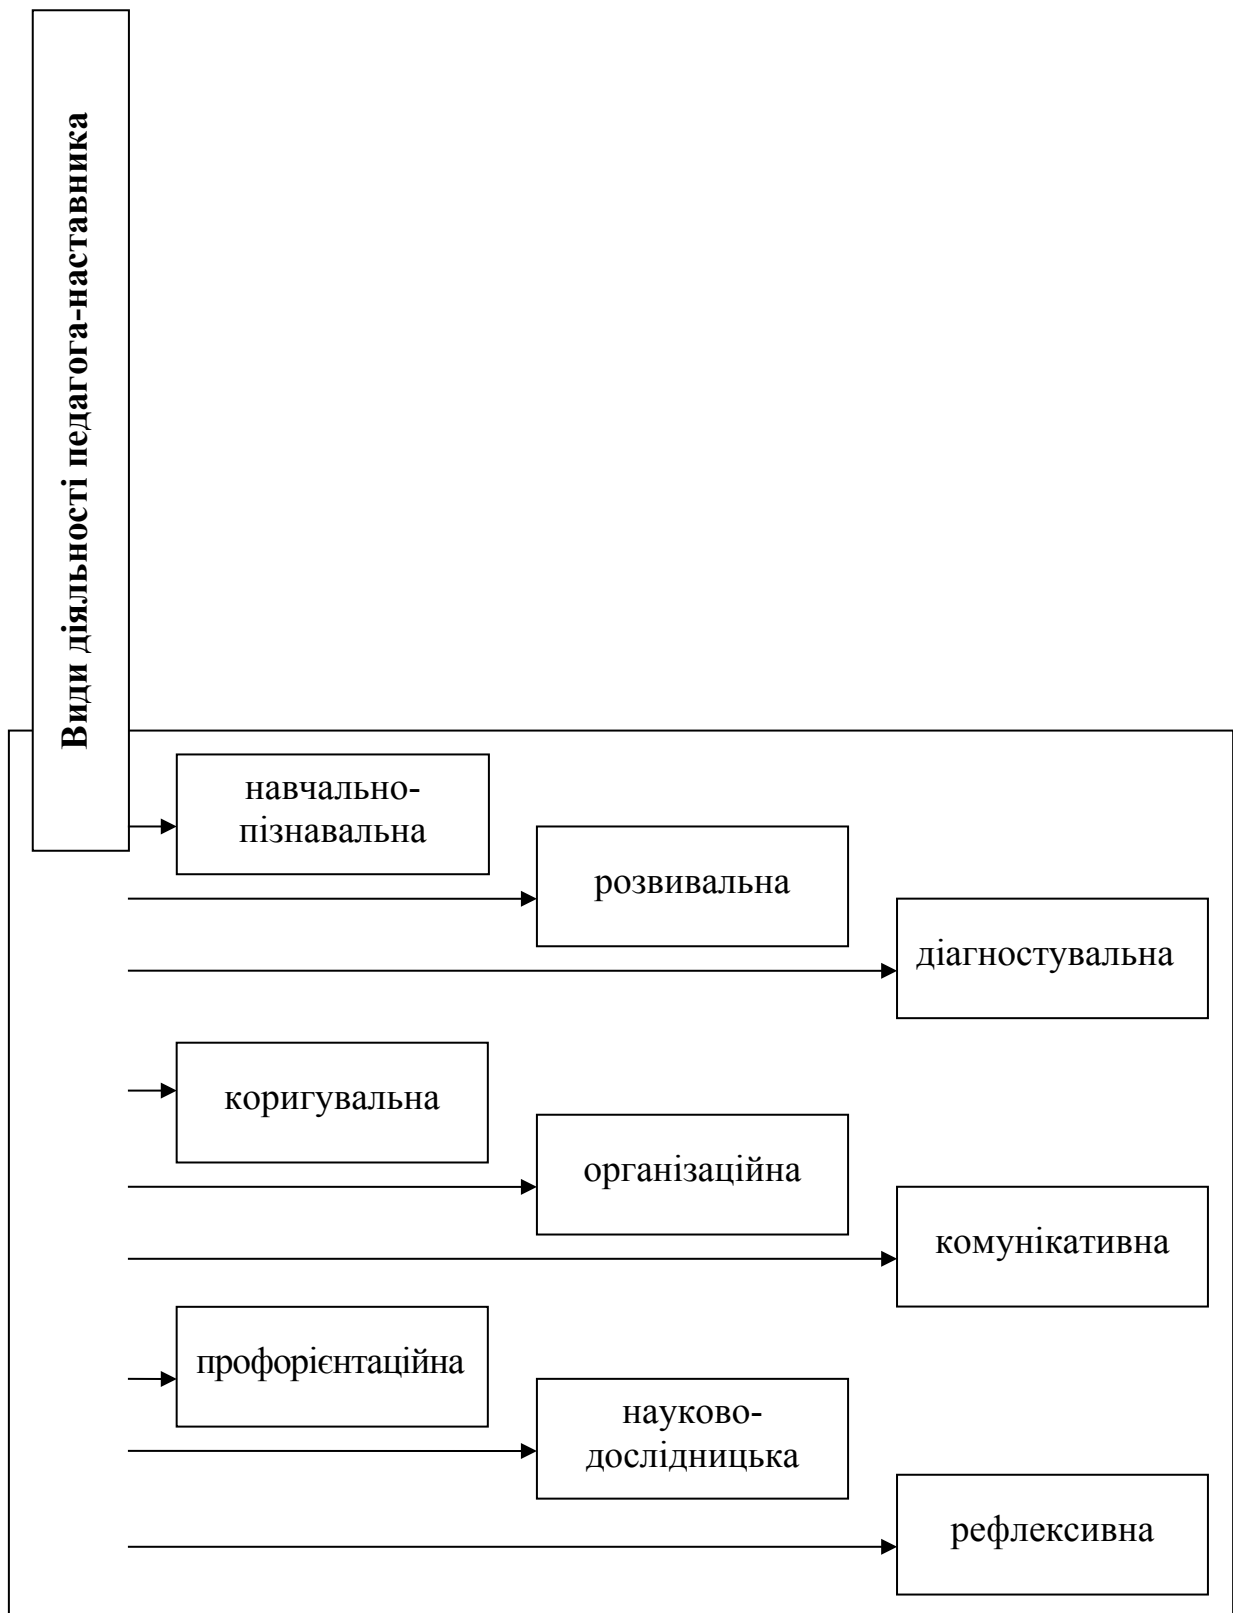 Види діяльності педагога-наставника
навчально-
пізнавальна
розвивальна
діагностувальна
коригувальна
організаційна
комунікативна
профорієнтаційна
науково-
дослідницька
рефлексивна